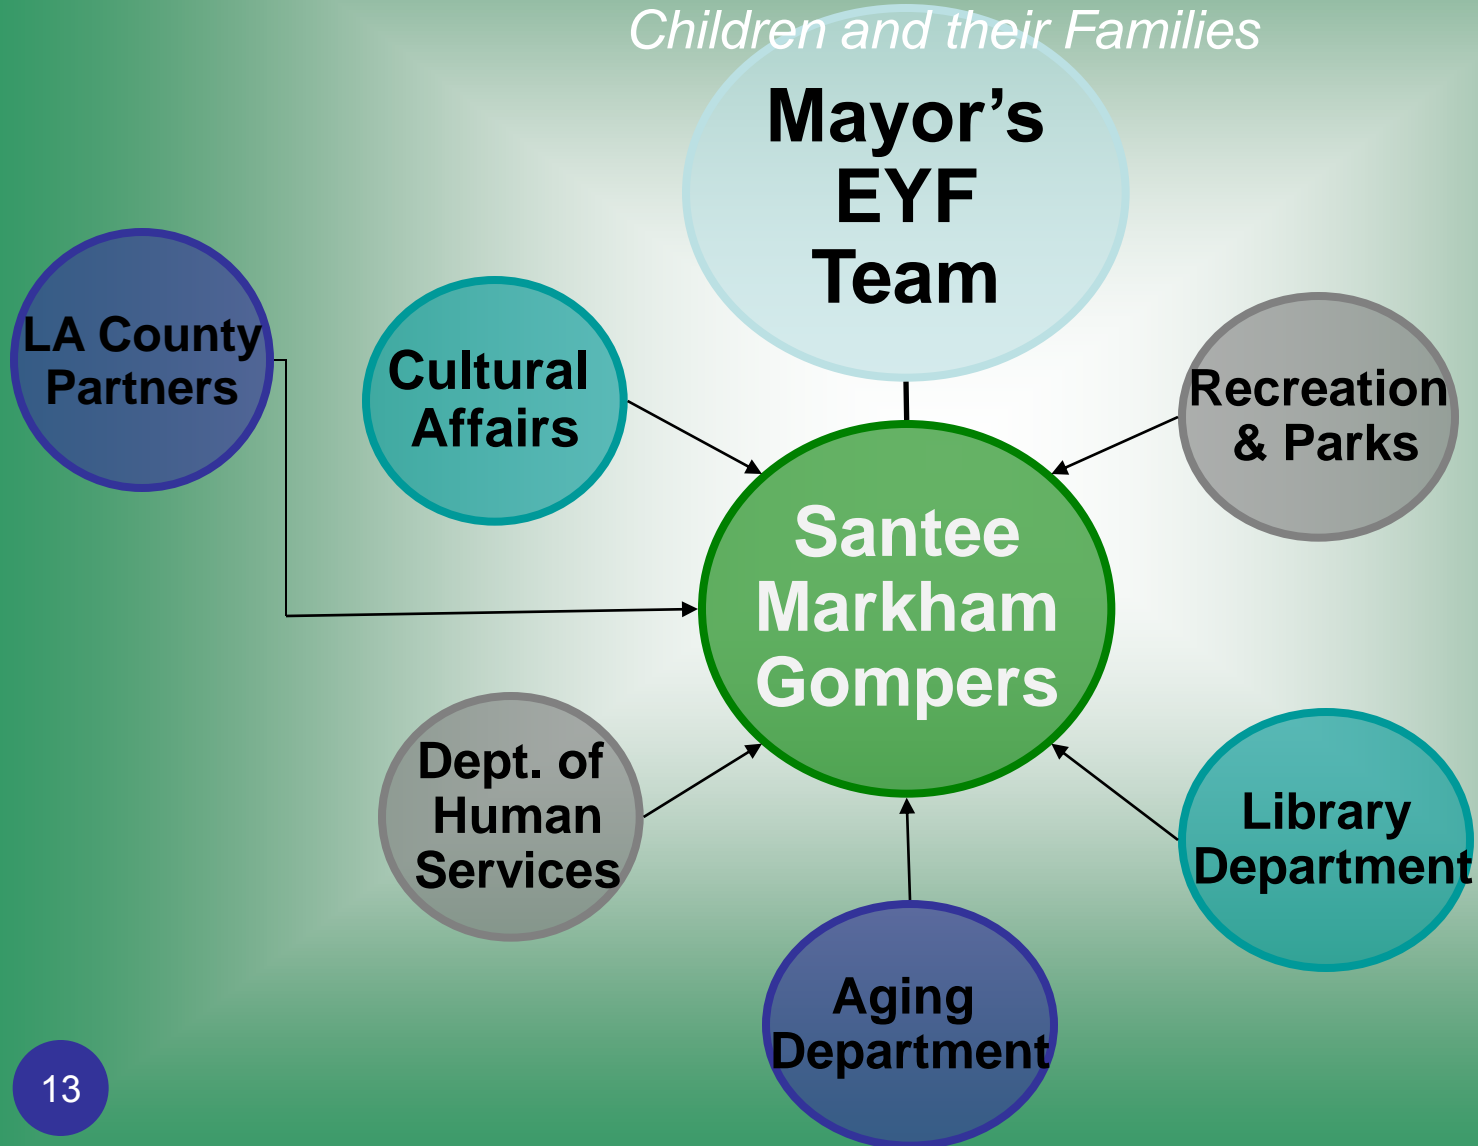 Children and their Families
Mayor’s
EYF
Team
LA County
Partners
Cultural
Affairs
Recreation
& Parks
Santee
Markham
Gompers
Dept. of
Human
Services
Library
Department
Aging
Department
13